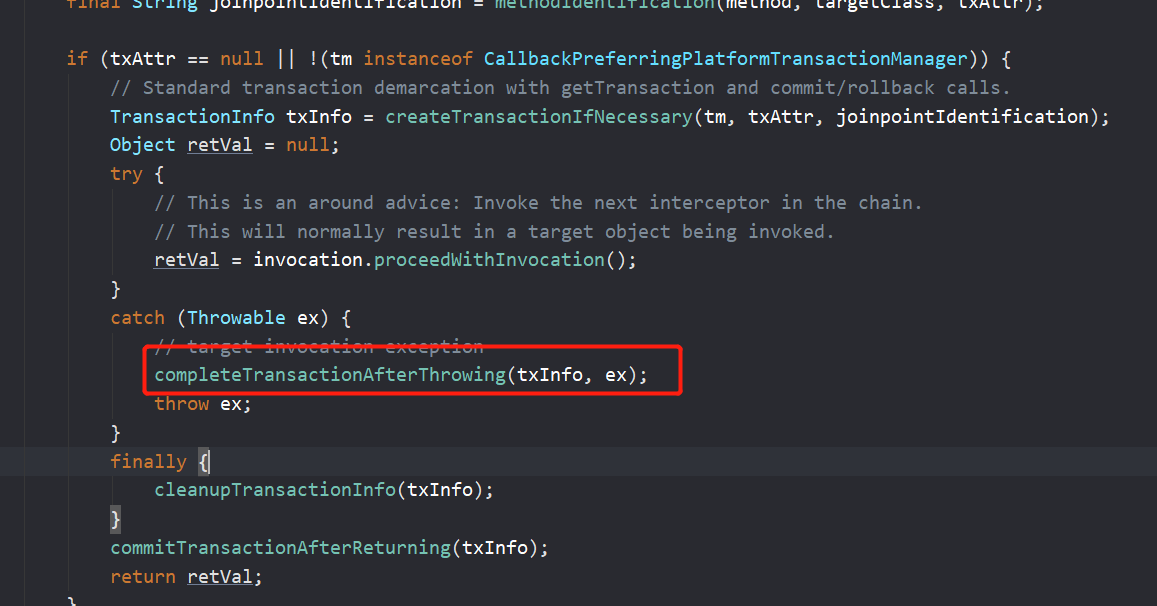 final String joinpointIdentification = methodIdentification(method, targetClass, txAttr);
if (txAttr == null || !(tm instanceof CallbackPreferringPlatformTransactionManager)) {
// Standard transaction demarcation with getTransaction and commit/rollback calls.
TransactionInfo txInfo = createTransactionIfNecessary(tm, txAttr, joinpointIdentification);
Object retVal = null;
try {
// This is an around advice: Invoke the next interceptor in the chain.
// This will normally result in a target object being invoked.
retVal = invocation.proceedWithInvocation();
}
catch (Throwable ex) {
// target invocation exception
completeTransactionAfterThrowing(txInfo, ex);
throw ex;
}
finally {
cleanupTransactionInfo(txInfo);
}
commitTransactionAfterReturning(txInfo);
return retVal;
}